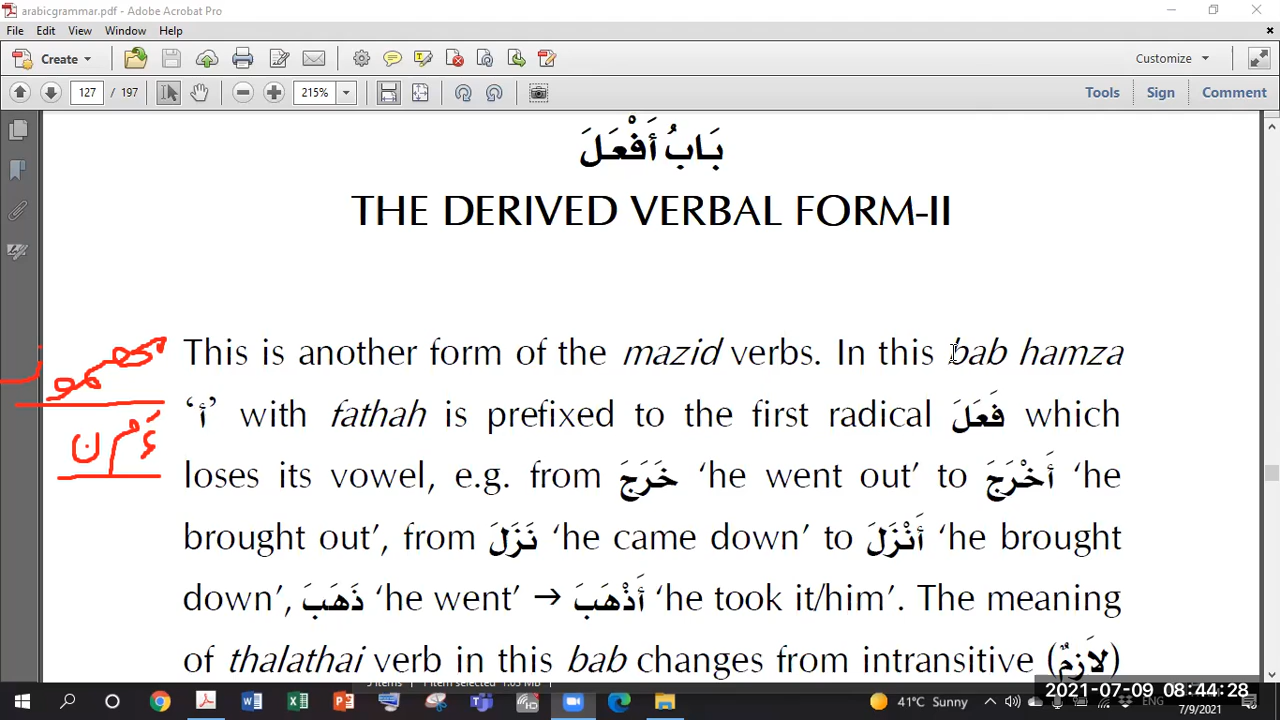 arabicgrammar.pdf - Adobe Acrobat Pro
File Edit View Window Help
Create
Customize
127 / 197
215%
Tools Sign Comment
بَابُ أَفْعَلَ
THE DERIVED VERBAL FORM-II
This is another form of the mazid verbs. In this bab hamza
‘أ’ with fathah is prefixed to the first radical فَعَلَ which
loses its vowel, e.g. from خَرَجَ ‘he went out’ to أَخْرَجَ ‘he
brought out’, from نَزَلَ ‘he came down’ to أَنْزَلَ ‘he brought
down’, ذَهَبَ ‘he went’ → أَذْهَبَ ‘he took it/him’. The meaning
of thalathai verb in this bab changes from intransitive (لَازِمٌ)
41°C Sunny
ENG
2021-07-09 08:44:28
7/9/2021